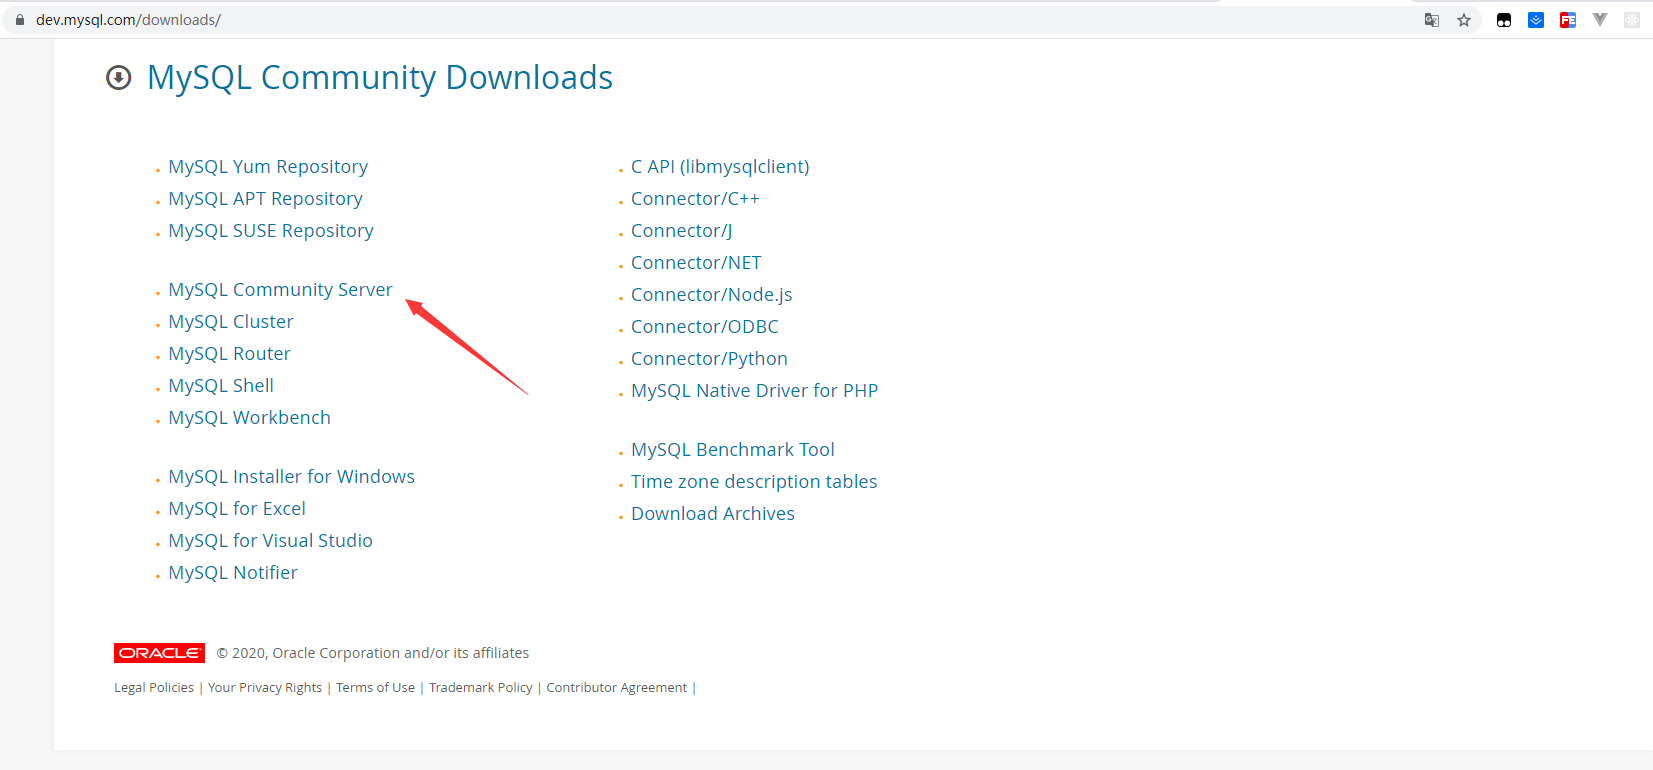 dev.mysql.com/downloads/
MySQL Community Downloads
MySQL Yum Repository
MySQL APT Repository
MySQL SUSE Repository
MySQL Community Server
MySQL Cluster
MySQL Router
MySQL Shell
MySQL Workbench
MySQL Installer for Windows
MySQL for Excel
MySQL for Visual Studio
MySQL Notifier
C API (libmysqlclient)
Connector/C++
Connector/J
Connector/NET
Connector/Node.js
Connector/ODBC
Connector/Python
MySQL Native Driver for PHP
MySQL Benchmark Tool
Time zone description tables
Download Archives
ORACLE © 2020, Oracle Corporation and/or its affiliates
Legal Policies | Your Privacy Rights | Terms of Use | Trademark Policy | Contributor Agreement |